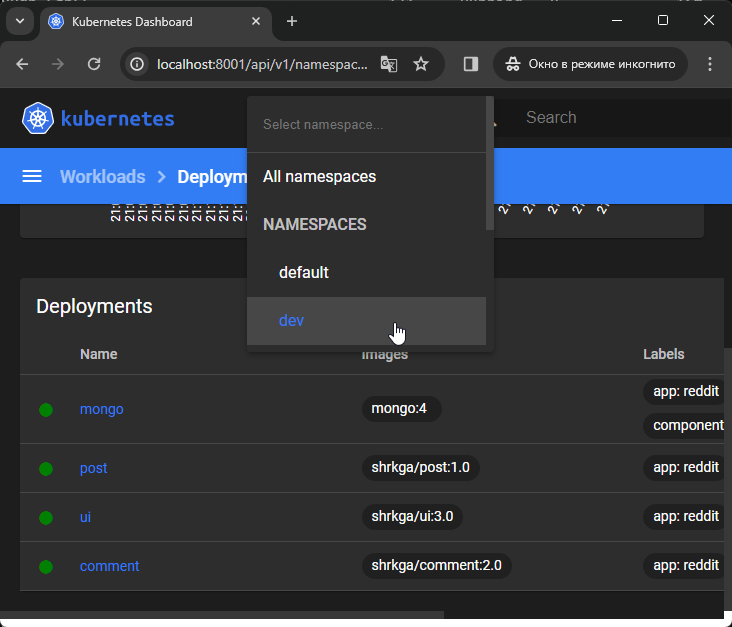 Kubernetes Dashboard
localhost:8001/api/v1/namespac...
Окно в режиме инкогнито
kubernetes
Select namespace...
Search
Workloads
Deploym
All namespaces
NAMESPACES
default
dev
Deployments
Name
Images
Labels
mongo
mongo:4
app: reddit
component
post
shrkga/post:1.0
app: reddit
ui
shrkga/ui:3.0
app: reddit
comment
shrkga/comment:2.0
app: reddit